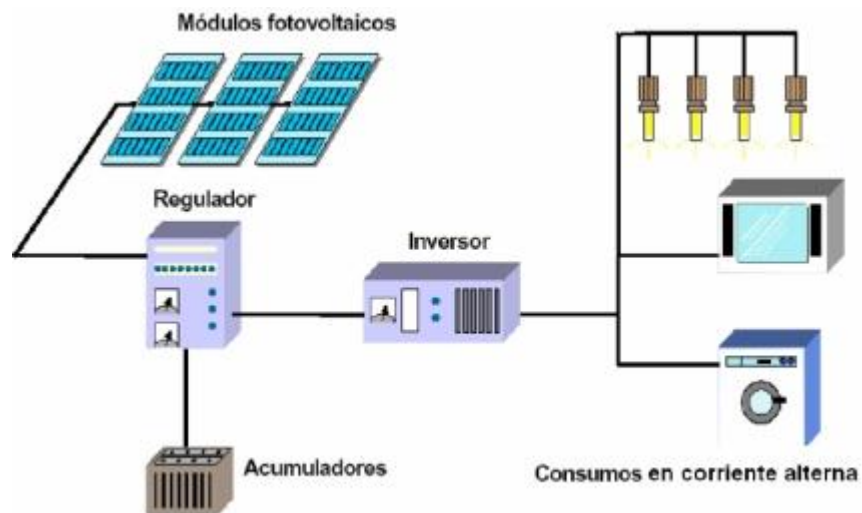 Módulos fotovoltaicos
Regulador
Inversor
Acumuladores
Consumos en corriente alterna